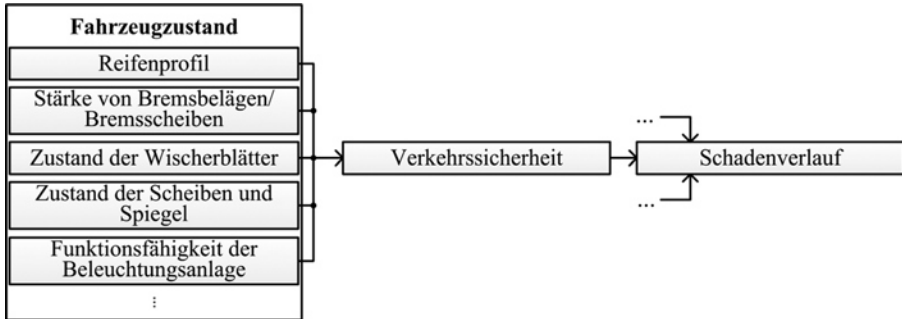 Fahrzeugzustand
Reifenprofil
Stärke von Bremsbelägen/
Bremsscheiben
Zustand der Wischerblätter
Zustand der Scheiben und
Spiegel
Funktionsfähigkeit der
Beleuchtungsanlage
⋮
Verkehrssicherheit
...
Schadenverlauf
...